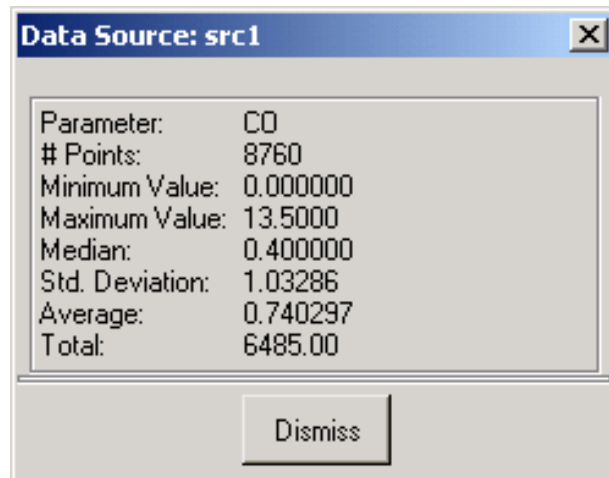 Data Source: src1
Parameter: CO
# Points: 8760
Minimum Value: 0.000000
Maximum Value: 13.5000
Median: 0.400000
Std. Deviation: 1.03286
Average: 0.740297
Total: 6485.00
Dismiss